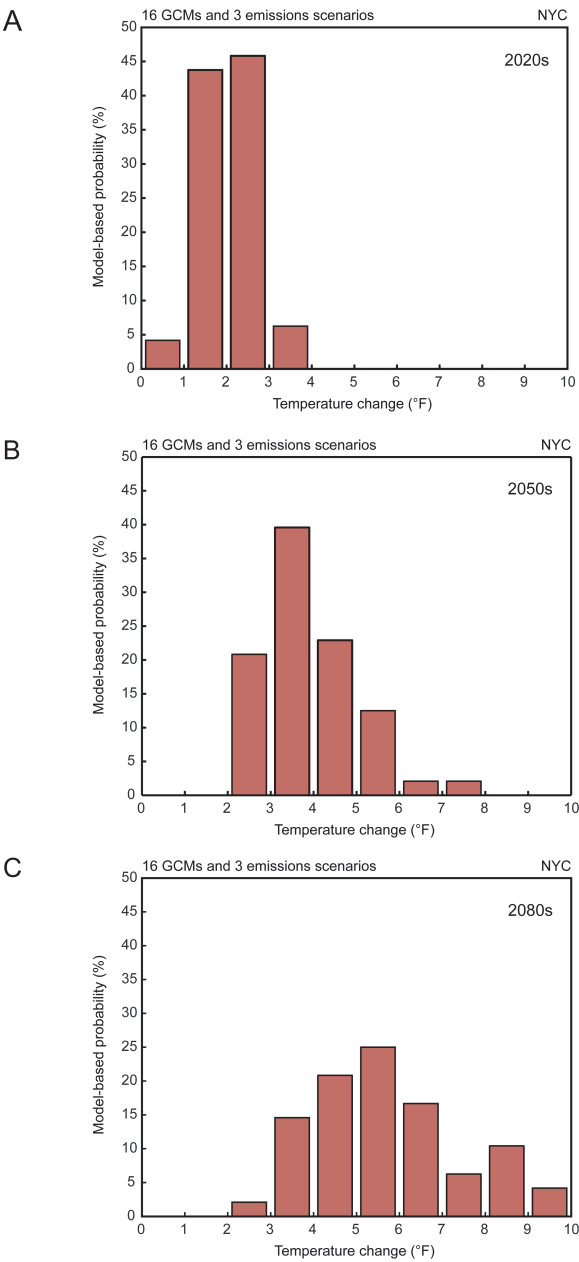 A
16 GCMs and 3 emissions scenarios NYC
2020s
50
45
40
35
30
25
20
15
10
5
0
Model-based probability (%)
0 1 2 3 4 5 6 7 8 9 10
Temperature change (°F)
B
16 GCMs and 3 emissions scenarios NYC
2050s
50
45
40
35
30
25
20
15
10
5
0
Model-based probability (%)
0 1 2 3 4 5 6 7 8 9 10
Temperature change (°F)
C
16 GCMs and 3 emissions scenarios NYC
2080s
50
45
40
35
30
25
20
15
10
5
0
Model-based probability (%)
0 1 2 3 4 5 6 7 8 9 10
Temperature change (°F)